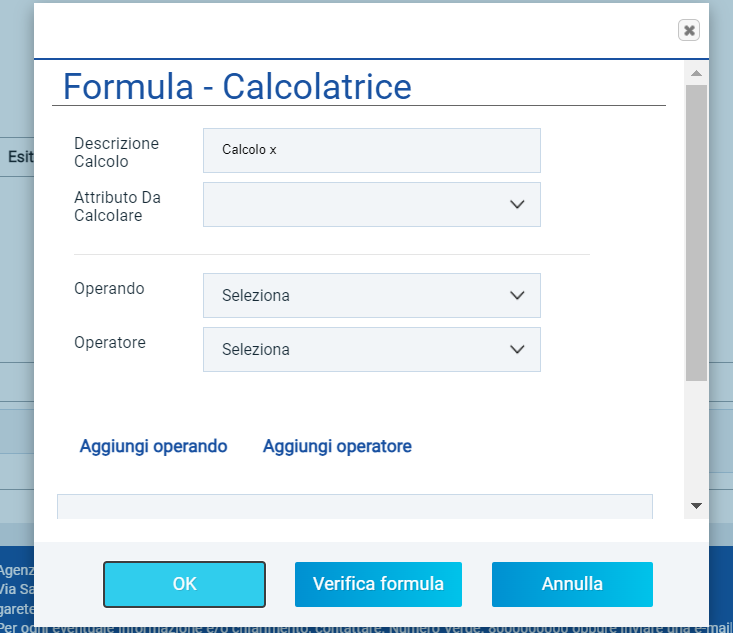 Formula - Calcolatrice
Descrizione
Calcolo
Calcolo x
Attributo Da
Calcolare
Operando
Seleziona
Operatore
Seleziona
Aggiungi operando
Aggiungi operatore
OK
Verifica formula
Annulla
Esit
Agenz
Via Sa
garete
Per ogni eventuale informazione e/o chiarimento, contattare: Numero Verde: 8000000000 oppure inviare una e-mail